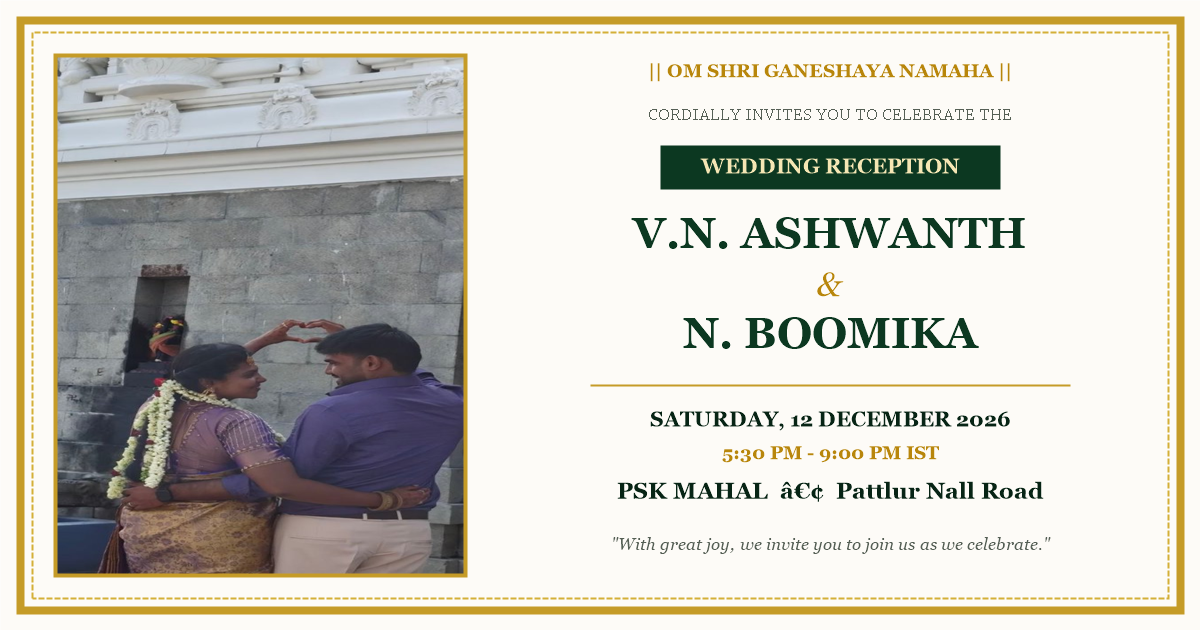 || OM SHRI GANESHAYA NAMAHA ||
CORDIALLY INVITES YOU TO CELEBRATE THE
WEDDING RECEPTION
V.N. ASHWANTH
&
N. BOOMIKA
SATURDAY, 12 DECEMBER 2026
5:30 PM - 9:00 PM IST
PSK MAHAL â€¢ Pattlur Nall Road
"With great joy, we invite you to join us as we celebrate."